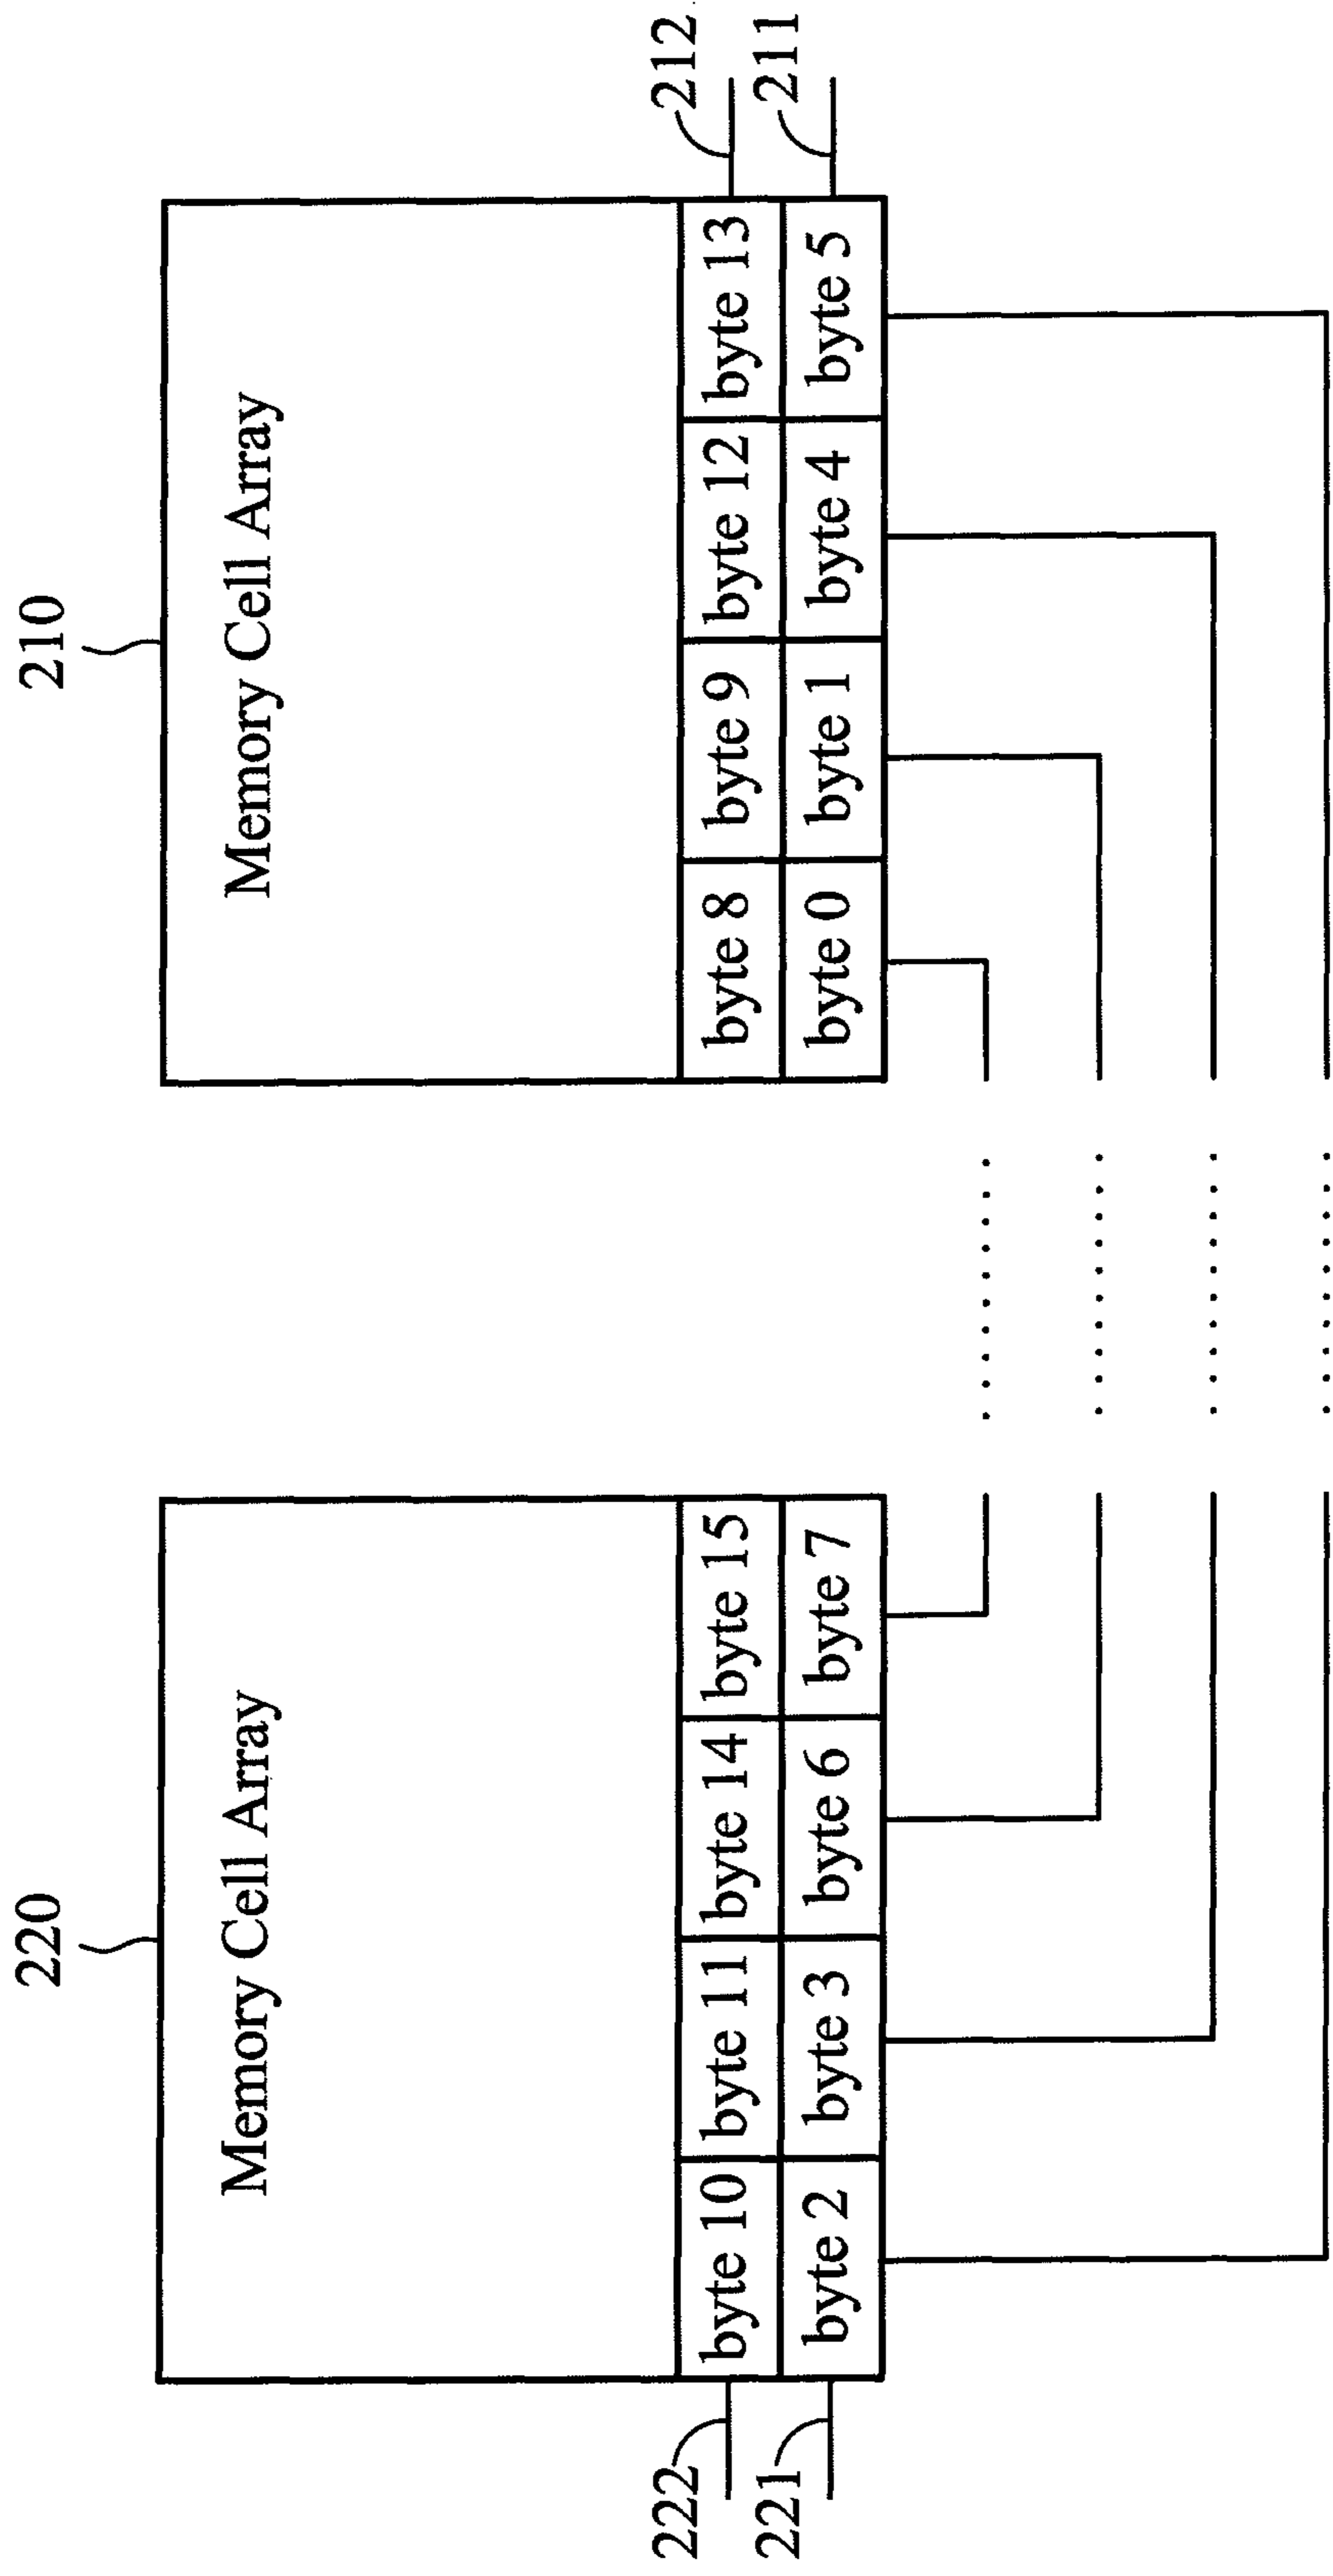 220
210
Memory Cell Array
Memory Cell Array
222 byte 10 byte 11 byte 14 byte 15 byte 8 byte 9 byte 12 byte 13 212
221 byte 2 byte 3 byte 6 byte 7 byte 0 byte 1 byte 4 byte 5 211